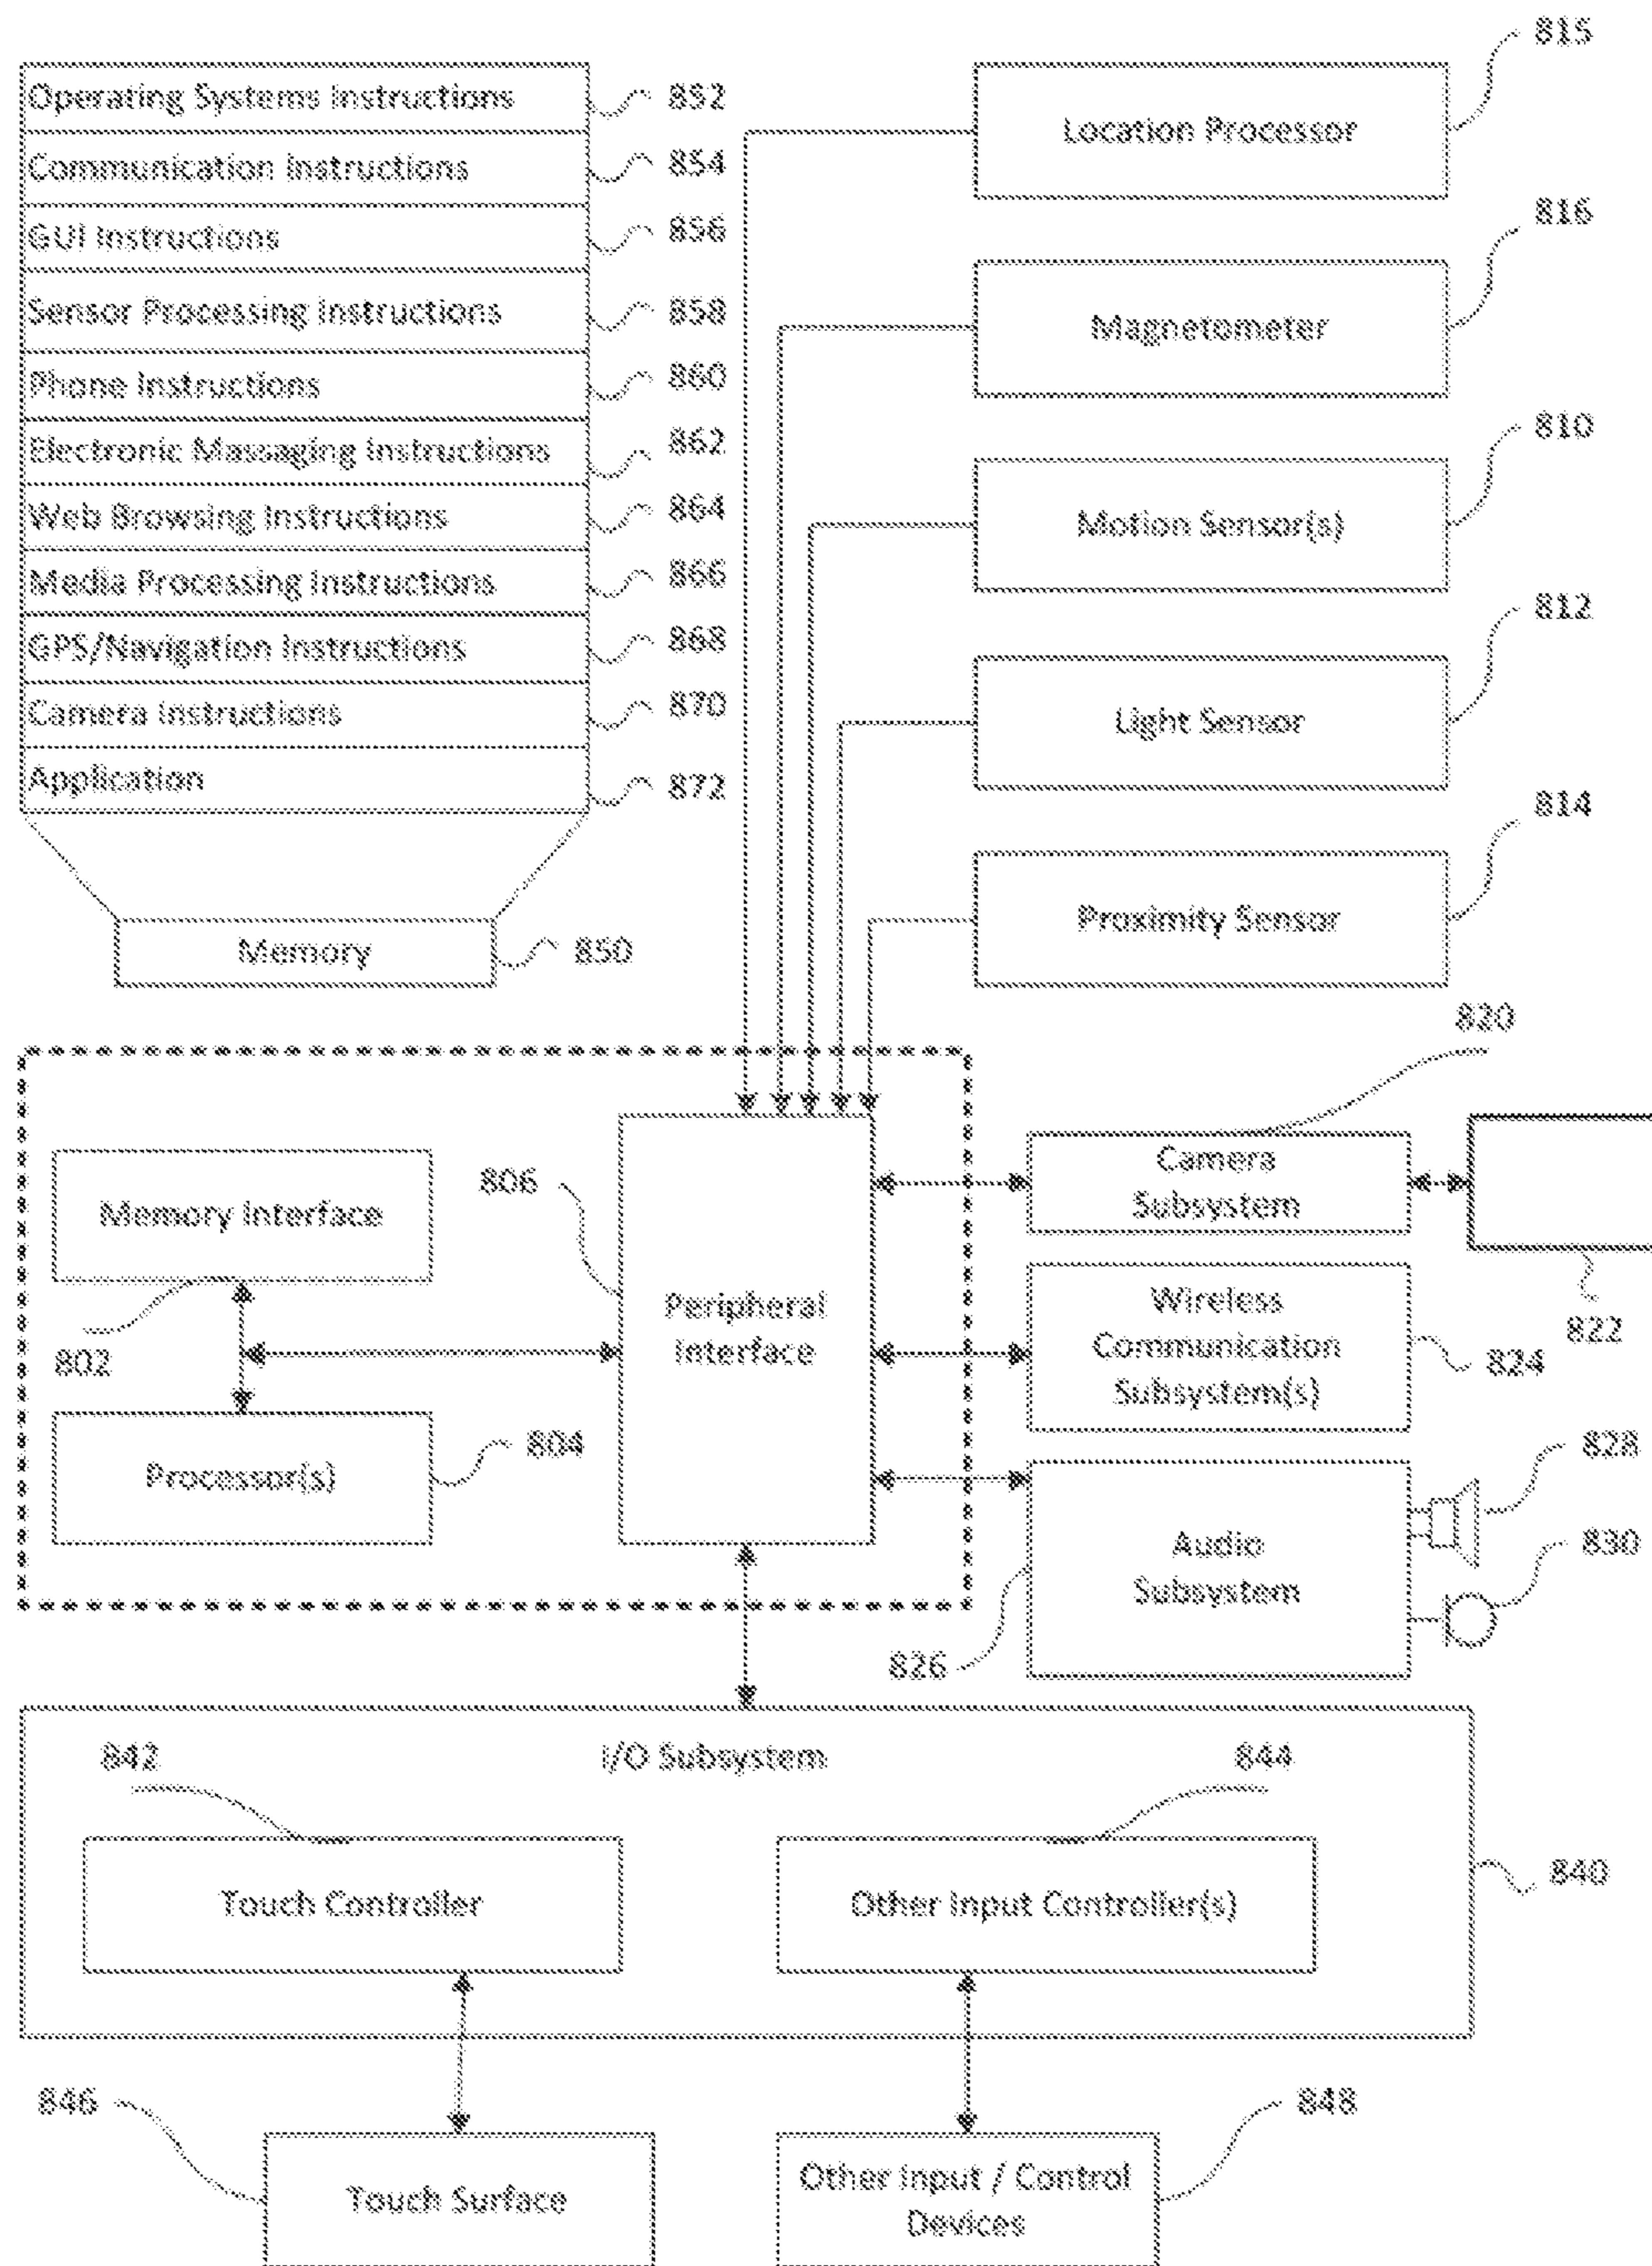 Operating Systems Instructions 852
Communication Instructions 854
GUI Instructions 856
Sensor Processing Instructions 858
Phone Instructions 860
Electronic Massaging Instructions 862
Web Browsing Instructions 864
Media Processing Instructions 866
GPS/Navigation Instructions 868
Camera Instructions 870
Application 872
Memory 850
815
Location Processor
816
Magnetometer
810
Motion Sensor(s)
812
Light Sensor
814
Proximity Sensor
820
Memory Interface
802
806
Peripheral
Interface
Processor(s)
804
Camera
Subsystem
822
Wireless
Communication
Subsystem(s)
824
828
Audio
Subsystem
830
826
I/O Subsystem
842
844
Touch Controller
Other Input Controller(s)
840
846
Touch Surface
848
Other Input / Control
Devices